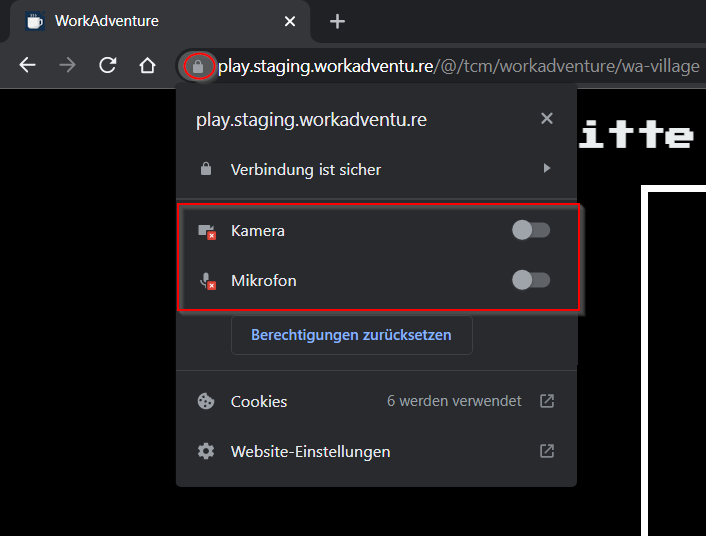 WorkAdventure
play.staging.workadventu.re/@/tcm/workadventure/wa-village
play.staging.workadventu.re
itte
Verbindung ist sicher
Kamera
Mikrofon
Berechtigungen zurücksetzen
Cookies 6 werden verwendet
Website-Einstellungen